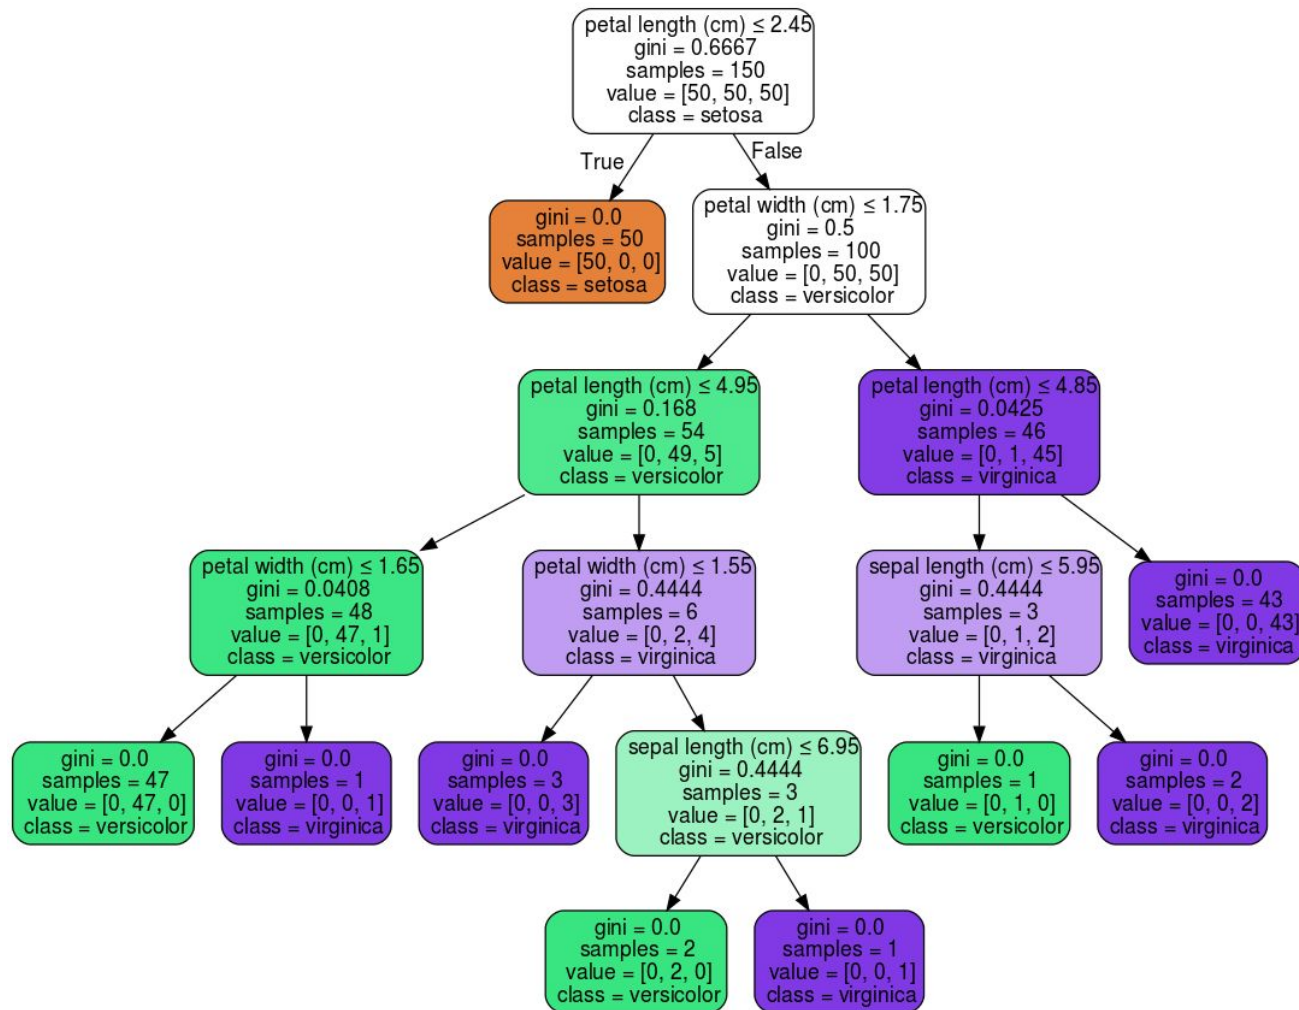 petal length (cm) ≤ 2.45
gini = 0.6667
samples = 150
value = [50, 50, 50]
class = setosa
True
False
gini = 0.0
samples = 50
value = [50, 0, 0]
class = setosa
petal width (cm) ≤ 1.75
gini = 0.5
samples = 100
value = [0, 50, 50]
class = versicolor
petal length (cm) ≤ 4.95
gini = 0.168
samples = 54
value = [0, 49, 5]
class = versicolor
petal length (cm) ≤ 4.85
gini = 0.0425
samples = 46
value = [0, 1, 45]
class = virginica
petal width (cm) ≤ 1.65
gini = 0.0408
samples = 48
value = [0, 47, 1]
class = versicolor
petal width (cm) ≤ 1.55
gini = 0.4444
samples = 6
value = [0, 2, 4]
class = virginica
sepal length (cm) ≤ 5.95
gini = 0.4444
samples = 3
value = [0, 1, 2]
class = virginica
gini = 0.0
samples = 43
value = [0, 0, 43]
class = virginica
gini = 0.0
samples = 47
value = [0, 47, 0]
class = versicolor
gini = 0.0
samples = 1
value = [0, 0, 1]
class = virginica
gini = 0.0
samples = 3
value = [0, 0, 3]
class = virginica
sepal length (cm) ≤ 6.95
gini = 0.4444
samples = 3
value = [0, 2, 1]
class = versicolor
gini = 0.0
samples = 1
value = [0, 1, 0]
class = versicolor
gini = 0.0
samples = 2
value = [0, 0, 2]
class = virginica
gini = 0.0
samples = 2
value = [0, 2, 0]
class = versicolor
gini = 0.0
samples = 1
value = [0, 0, 1]
class = virginica